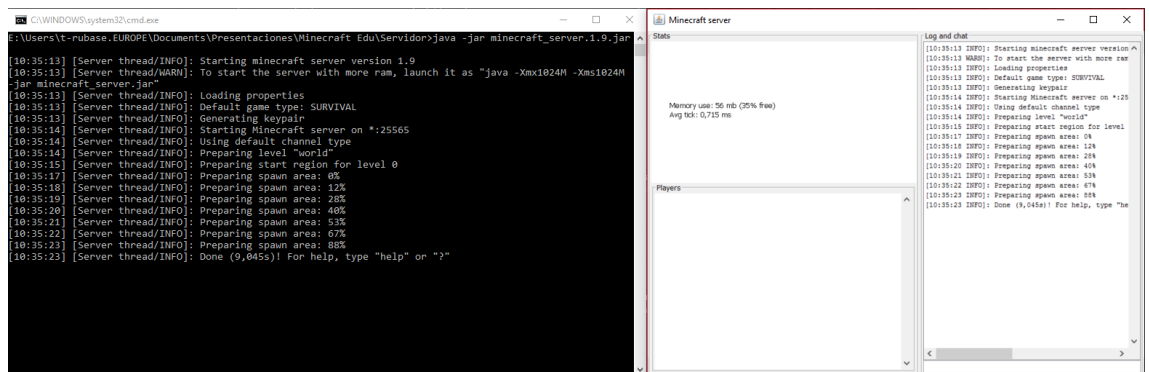 C:\WINDOWS\system32\cmd.exe
E:\Users\t-rubase.EUROPE\Documents\Presentaciones\Minecraft Edu\Servidor>java -jar minecraft_server.1.9.jar
[10:35:13] [Server thread/INFO]: Starting minecraft server version 1.9
[10:35:13] [Server thread/WARN]: To start the server with more ram, launch it as "java -Xmx1024M -Xms1024M
-jar minecraft_server.jar"
[10:35:13] [Server thread/INFO]: Loading properties
[10:35:13] [Server thread/INFO]: Default game type: SURVIVAL
[10:35:13] [Server thread/INFO]: Generating keypair
[10:35:14] [Server thread/INFO]: Starting Minecraft server on *:25565
[10:35:14] [Server thread/INFO]: Using default channel type
[10:35:14] [Server thread/INFO]: Preparing level "world"
[10:35:15] [Server thread/INFO]: Preparing start region for level 0
[10:35:17] [Server thread/INFO]: Preparing spawn area: 0%
[10:35:18] [Server thread/INFO]: Preparing spawn area: 12%
[10:35:19] [Server thread/INFO]: Preparing spawn area: 28%
[10:35:20] [Server thread/INFO]: Preparing spawn area: 40%
[10:35:21] [Server thread/INFO]: Preparing spawn area: 53%
[10:35:22] [Server thread/INFO]: Preparing spawn area: 67%
[10:35:23] [Server thread/INFO]: Preparing spawn area: 88%
[10:35:23] [Server thread/INFO]: Done (9,045s)! For help, type "help" or "?"
Minecraft server
Stats
Memory use: 56 mb (35% free)
Avg tick: 0,715 ms
Players
Log and chat
[10:35:13 INFO]: Starting minecraft server version
[10:35:13 WARN]: To start the server with more ram
[10:35:13 INFO]: Loading properties
[10:35:13 INFO]: Default game type: SURVIVAL
[10:35:13 INFO]: Generating keypair
[10:35:14 INFO]: Starting Minecraft server on *:25
[10:35:14 INFO]: Using default channel type
[10:35:14 INFO]: Preparing level "world"
[10:35:15 INFO]: Preparing start region for level
[10:35:17 INFO]: Preparing spawn area: 0%
[10:35:18 INFO]: Preparing spawn area: 12%
[10:35:19 INFO]: Preparing spawn area: 28%
[10:35:20 INFO]: Preparing spawn area: 40%
[10:35:21 INFO]: Preparing spawn area: 53%
[10:35:22 INFO]: Preparing spawn area: 67%
[10:35:23 INFO]: Preparing spawn area: 88%
[10:35:23 INFO]: Done (9,045s)! For help, type "he